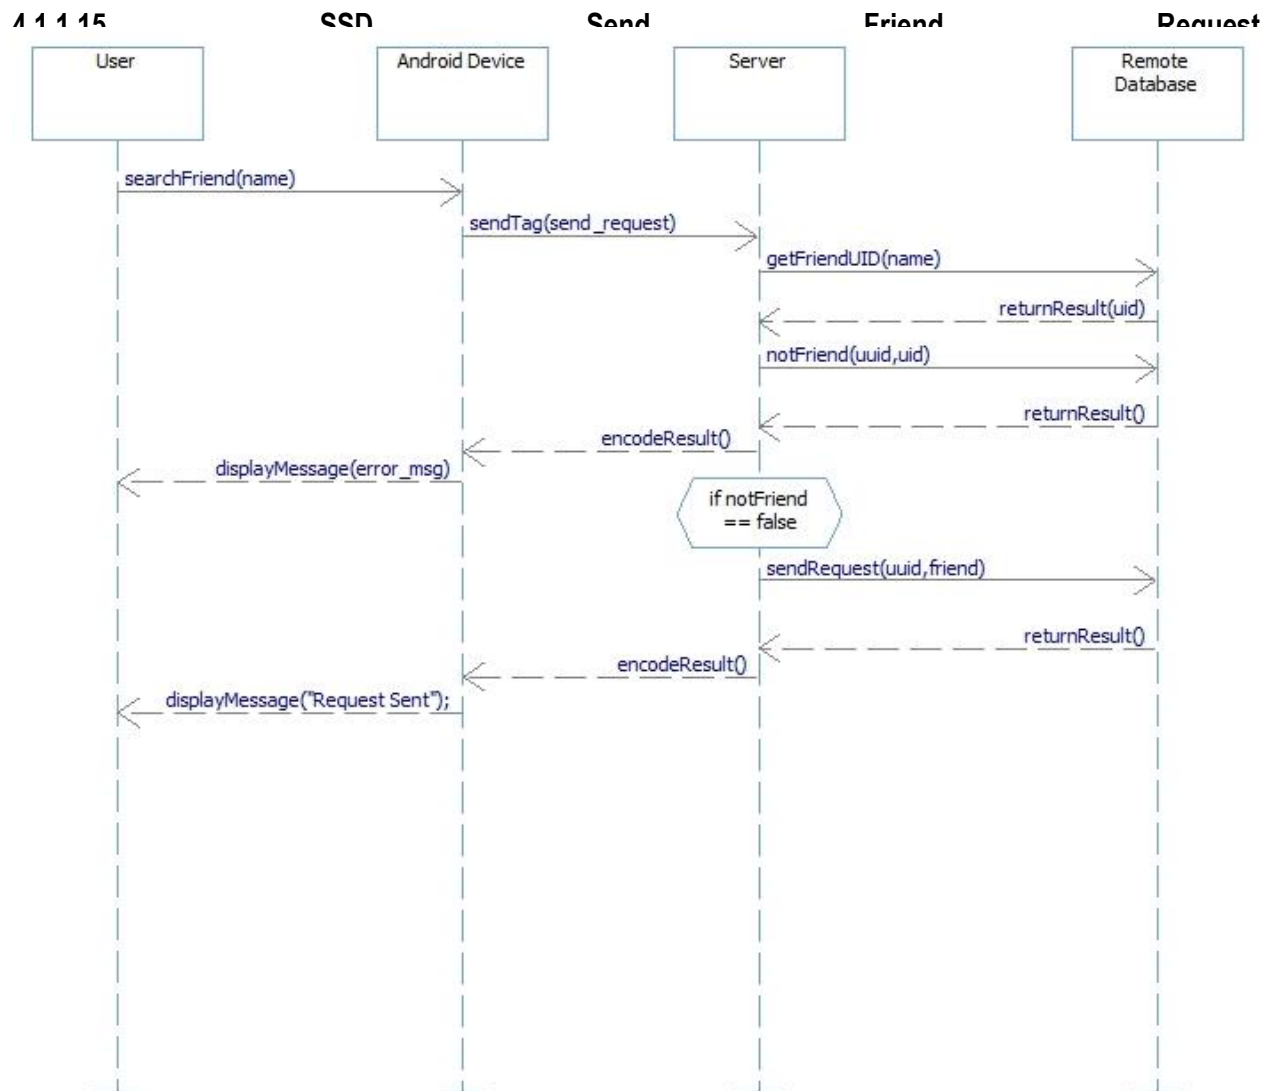 4.1.1.15 SSD Send Friend Request
User
Android Device
Server
Remote
Database
searchFriend(name)
sendTag(send_request)
getFriendUID(name)
returnResult(uid)
notFriend(uuid,uid)
returnResult()
encodeResult()
displayMessage(error_msg)
if notFriend
== false
sendRequest(uuid,friend)
returnResult()
encodeResult()
displayMessage("Request Sent");